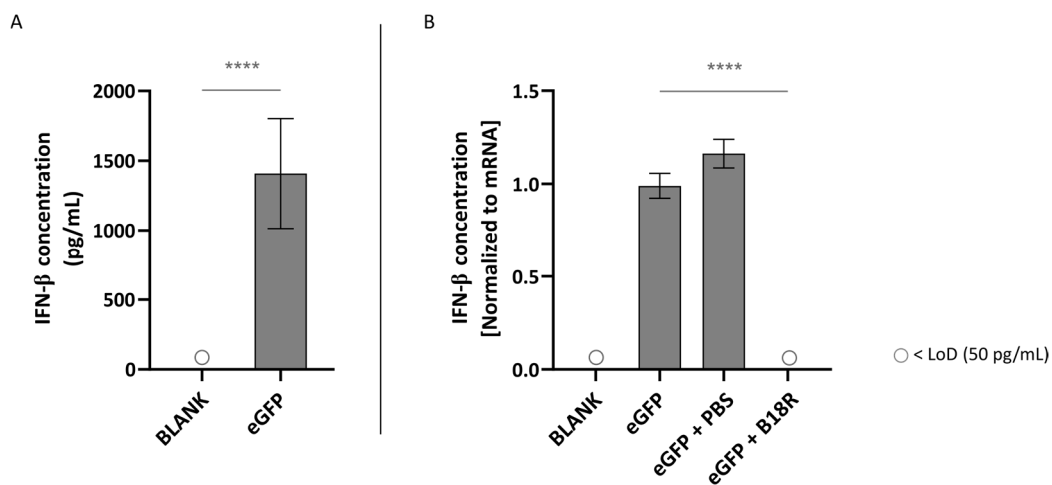 A
****
IFN-β concentration
(pg/mL)
2000
1500
1000
500
0
BLANK
eGFP
B
****
IFN-β concentration
[Normalized to mRNA]
1.5
1.0
0.5
0.0
BLANK
eGFP
eGFP + PBS
eGFP + B18R
< LoD (50 pg/mL)